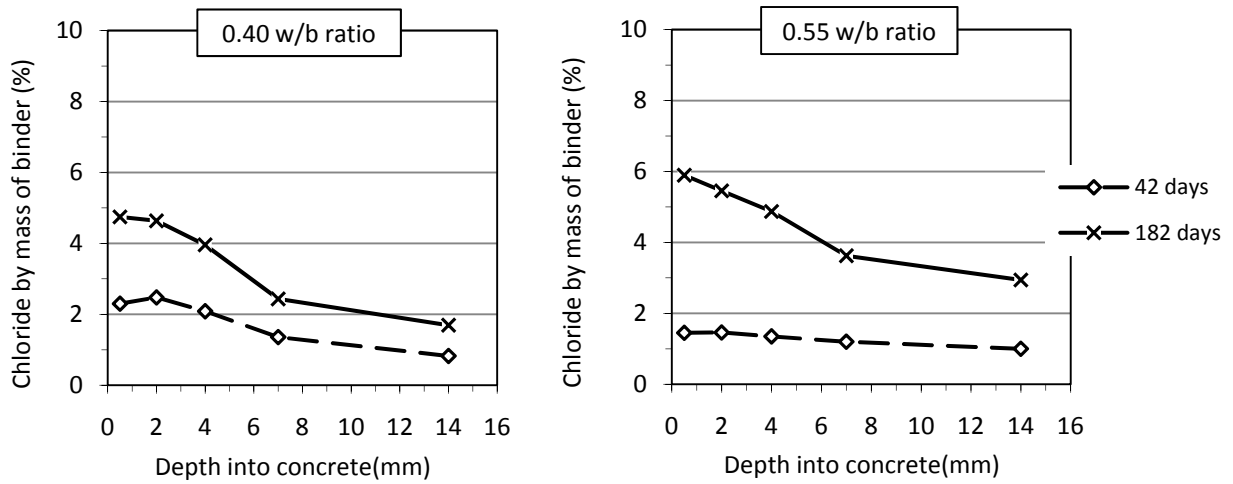 0.40 w/b ratio
Chloride by mass of binder (%)
10
8
6
4
2
0
0 2 4 6 8 10 12 14 16
Depth into concrete(mm)
0.55 w/b ratio
Chloride by mass of binder (%)
10
8
6
4
2
0
0 2 4 6 8 10 12 14 16
Depth into concrete(mm)
42 days
182 days